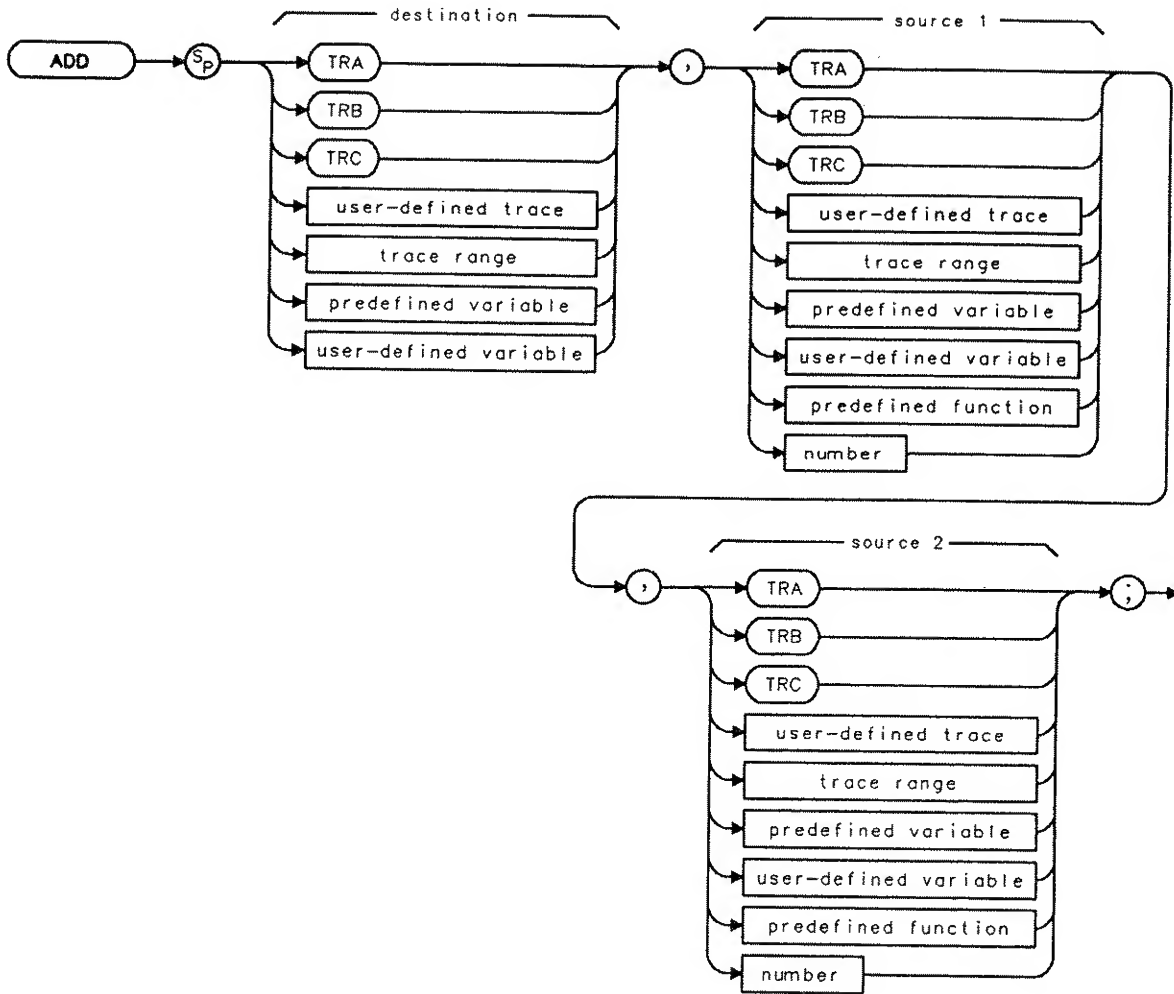 destination
source 1
ADD
SP
TRA
,
TRA
TRB
TRB
TRC
TRC
user-defined trace
user-defined trace
trace range
trace range
predefined variable
predefined variable
user-defined variable
user-defined variable
predefined function
number
source 2
,
TRA
;
TRB
TRC
user-defined trace
trace range
predefined variable
user-defined variable
predefined function
number